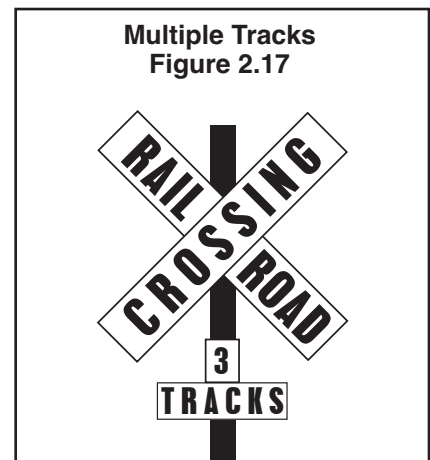 Multiple Tracks
Figure 2.17
RAIL ROAD
CROSSING
3
TRACKS